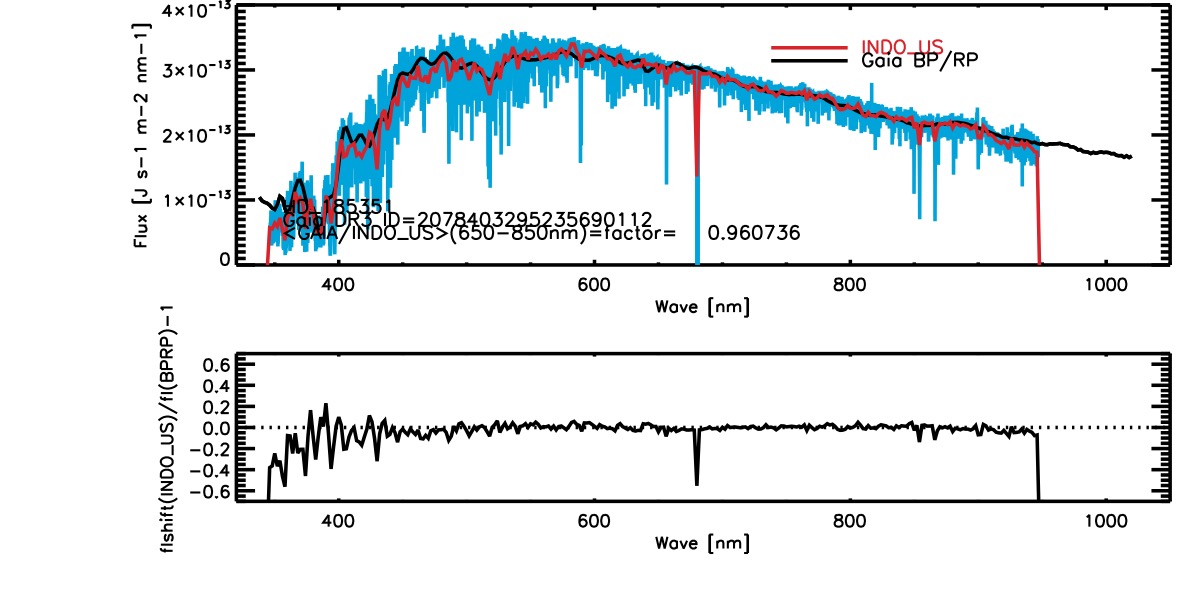 4×10−13
3×10−13
2×10−13
1×10−13
0
Flux [J s−1 m−2 nm−1]
INDO_US
Gaia BP/RP
HD_185351
Gaia DR3 ID=2078403295235690112
<GAIA/INDO_US>(650−850nm)=factor= 0.960736
400 600 800 1000
Wave [nm]
flshift(INDO_US)/fl(BPRP)−1
0.6
0.4
0.2
0.0
−0.2
−0.4
−0.6
400 600 800 1000
Wave [nm]